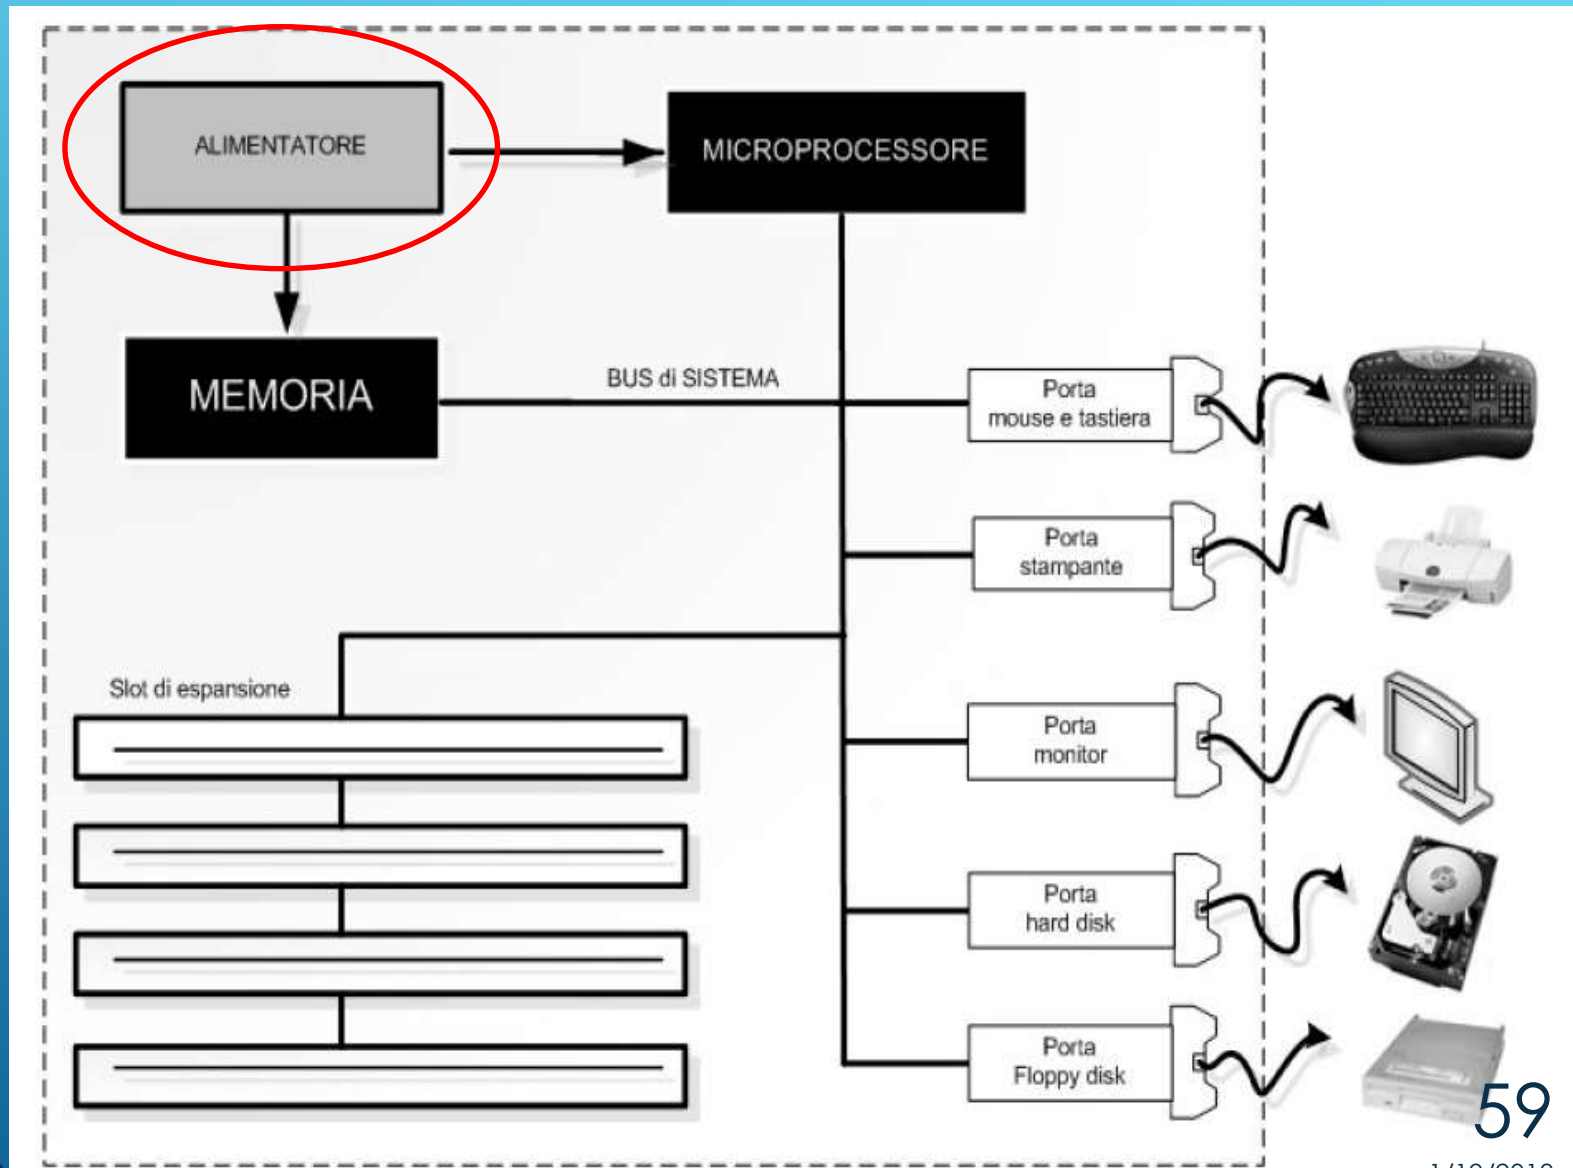 ALIMENTATORE
MICROPROCESSORE
MEMORIA
BUS di SISTEMA
Porta
mouse e tastiera
Porta
stampante
Slot di espansione
Porta
monitor
Porta
hard disk
Porta
Floppy disk
59